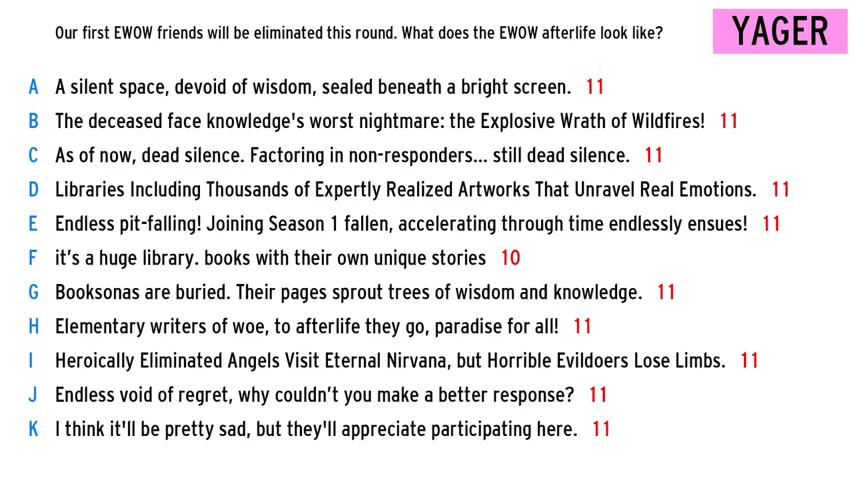 Our first EWOW friends will be eliminated this round. What does the EWOW afterlife look like?
YAGER
A A silent space, devoid of wisdom, sealed beneath a bright screen. 11
B The deceased face knowledge's worst nightmare: the Explosive Wrath of Wildfires! 11
C As of now, dead silence. Factoring in non-responders... still dead silence. 11
D Libraries Including Thousands of Expertly Realized Artworks That Unravel Real Emotions. 11
E Endless pit-falling! Joining Season 1 fallen, accelerating through time endlessly ensues! 11
F it’s a huge library. books with their own unique stories 10
G Booksonas are buried. Their pages sprout trees of wisdom and knowledge. 11
H Elementary writers of woe, to afterlife they go, paradise for all! 11
I Heroically Eliminated Angels Visit Eternal Nirvana, but Horrible Evildoers Lose Limbs. 11
J Endless void of regret, why couldn’t you make a better response? 11
K I think it'll be pretty sad, but they'll appreciate participating here. 11